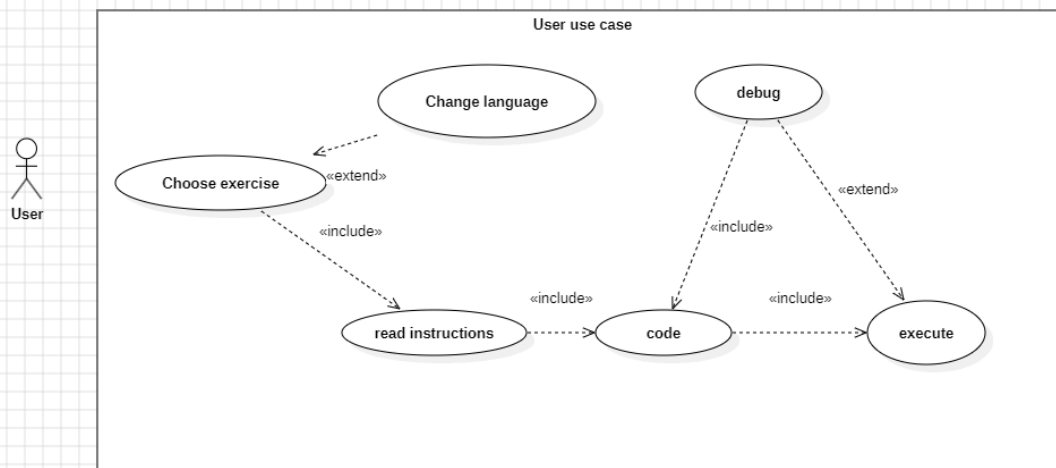 User use case
Change language
debug
Choose exercise
«extend»
«extend»
User
«include»
«include»
«include»
«include»
read instructions
code
execute